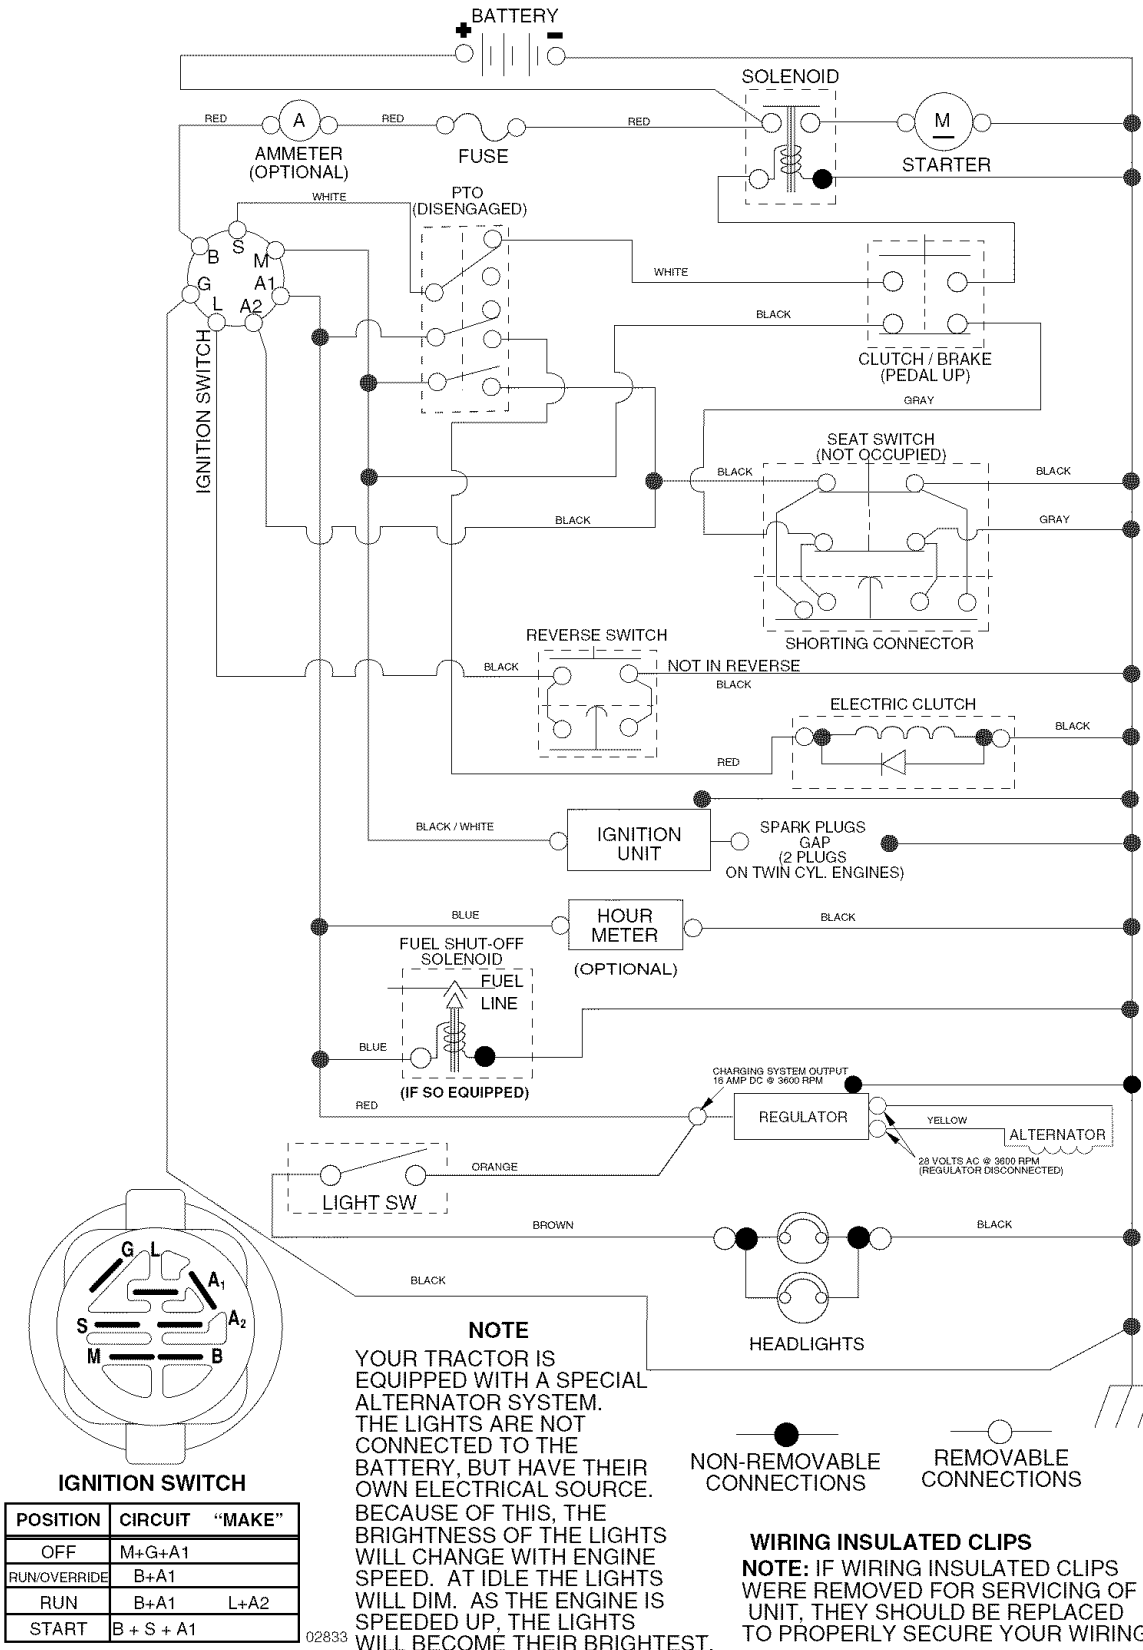 BATTERY
+ -
SOLENOID
RED
A
RED
RED
M
AMMETER
(OPTIONAL)
FUSE
STARTER
WHITE
PTO
(DISENGAGED)
B
S
M
G
A1
L
A2
IGNITION SWITCH
WHITE
BLACK
CLUTCH / BRAKE
(PEDAL UP)
GRAY
SEAT SWITCH
(NOT OCCUPIED)
BLACK
BLACK
BLACK
GRAY
SHORTING CONNECTOR
REVERSE SWITCH
BLACK
NOT IN REVERSE
BLACK
ELECTRIC CLUTCH
BLACK
RED
BLACK / WHITE
IGNITION
UNIT
SPARK PLUGS
GAP
(2 PLUGS
ON TWIN CYL. ENGINES)
BLUE
HOUR
METER
BLACK
(OPTIONAL)
FUEL SHUT-OFF
SOLENOID
FUEL
LINE
BLUE
(IF SO EQUIPPED)
CHARGING SYSTEM OUTPUT
16 AMP DC @ 3600 RPM
RED
REGULATOR
YELLOW
ALTERNATOR
28 VOLTS AC @ 3600 RPM
(REGULATOR DISCONNECTED)
ORANGE
LIGHT SW
BROWN
BLACK
BLACK
HEADLIGHTS
G L
A1
S
A2
M B
IGNITION SWITCH
POSITION CIRCUIT "MAKE"
OFF M+G+A1
RUN/OVERRIDE B+A1
RUN B+A1 L+A2
START B + S + A1
02833
NOTE
YOUR TRACTOR IS
EQUIPPED WITH A SPECIAL
ALTERNATOR SYSTEM.
THE LIGHTS ARE NOT
CONNECTED TO THE
BATTERY, BUT HAVE THEIR
OWN ELECTRICAL SOURCE.
BECAUSE OF THIS, THE
BRIGHTNESS OF THE LIGHTS
WILL CHANGE WITH ENGINE
SPEED. AT IDLE THE LIGHTS
WILL DIM. AS THE ENGINE IS
SPEEDED UP, THE LIGHTS
WILL BECOME THEIR BRIGHTEST.
NON-REMOVABLE
CONNECTIONS
REMOVABLE
CONNECTIONS
WIRING INSULATED CLIPS
NOTE: IF WIRING INSULATED CLIPS
WERE REMOVED FOR SERVICING OF
UNIT, THEY SHOULD BE REPLACED
TO PROPERLY SECURE YOUR WIRING